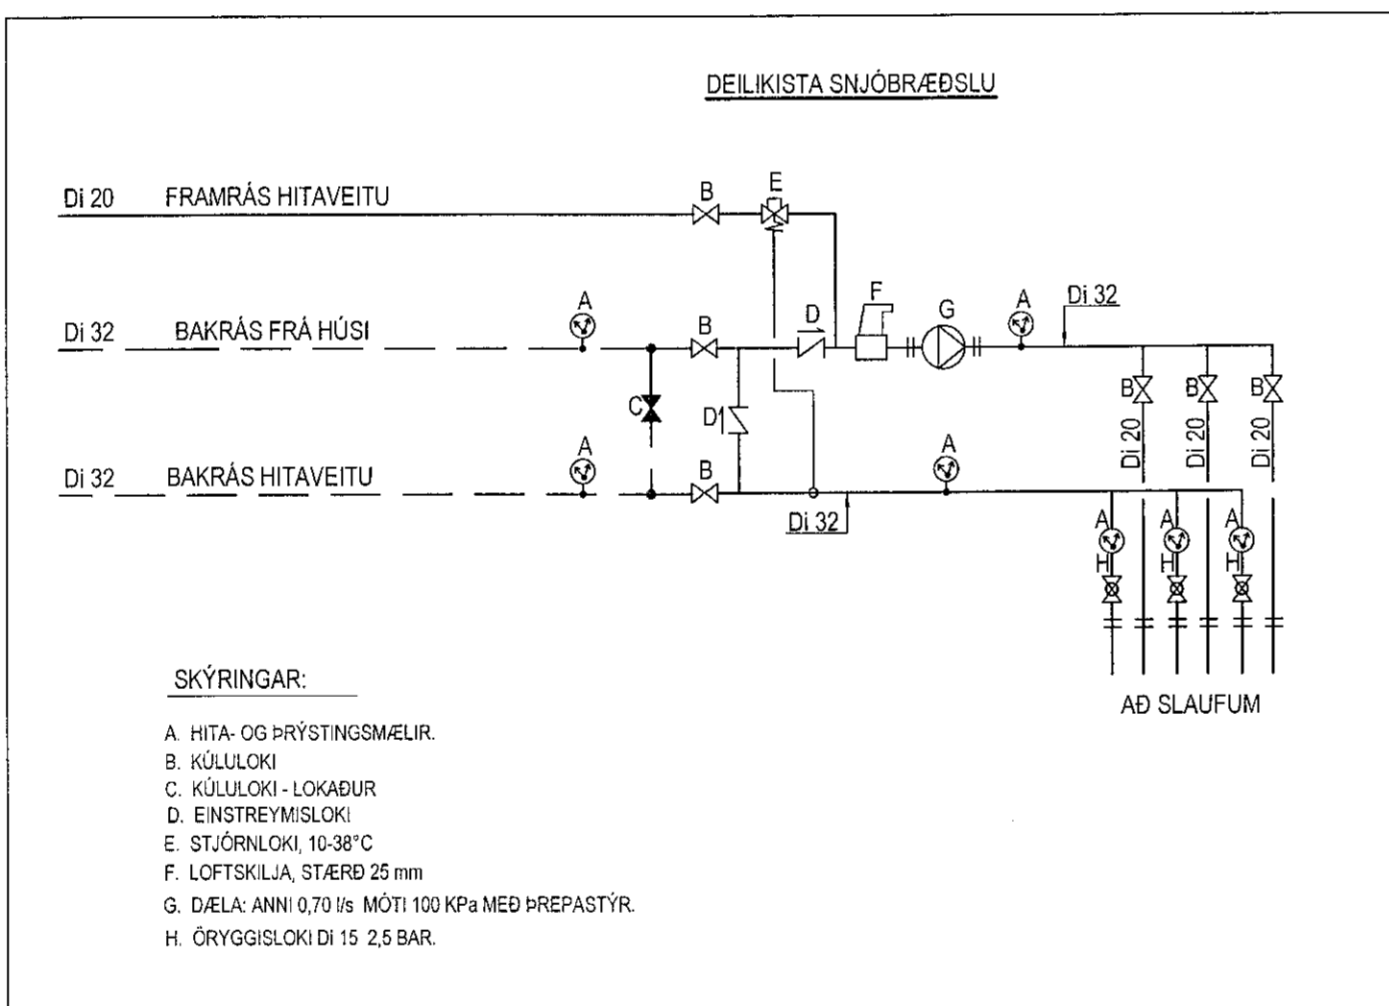 DEILIKISTA SNJÓBRÆÐSLU
E
B
Di 20 FRAMRÁS HITAVEITU
A
B
D
F
G
A
Di 32
Di 32 BAKRÁS FRÁ HÚSI
B
B
B
C
D
A
B
A
Di 20
Di 20
Di 20
Di 32 BAKRÁS HITAVEITU
Di 32
A
A
A
H
H
H
SKÝRINGAR:
AÐ SLAUFUM
A. HITA- OG ÞRÝSTINGSMÆLIR.
B. KÚLULOKI
C. KÚLULOKI - LOKAÐUR
D. EINSTREYMISLOKI
E. STJÓRNLOKI, 10-38°C
F. LOFTSKILJA, STÆRÐ 25 mm
G. DÆLA: ANNI 0,70 l/s MÓTI 100 KPa MEÐ ÞREPASTÝR.
H. ÖRYGGISLOKI Di 15 2,5 BAR.